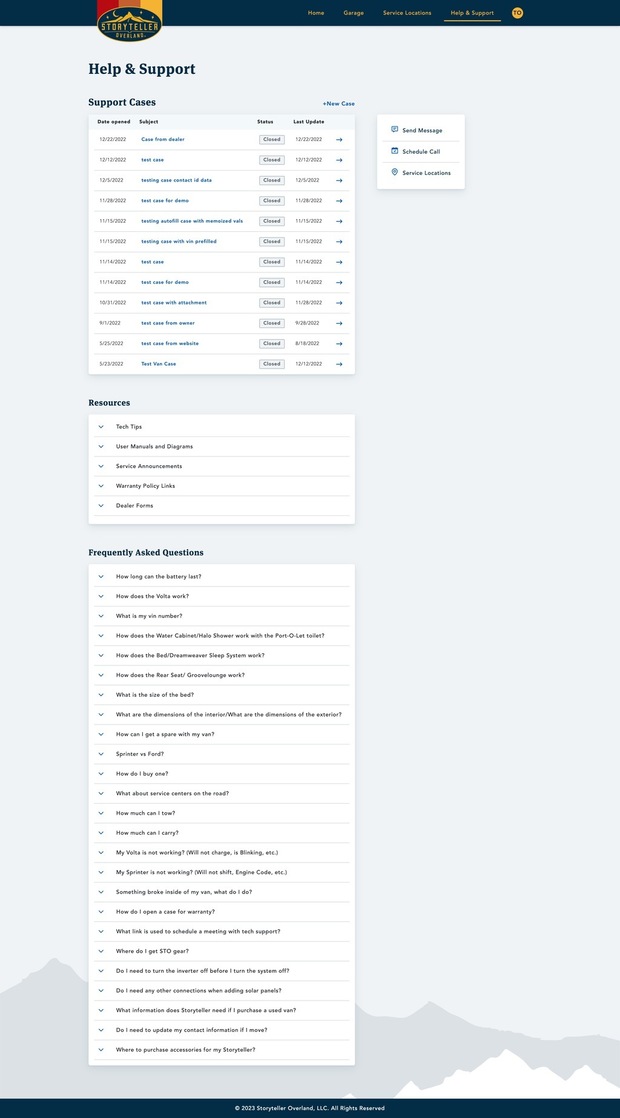 STORYTELLER
OVERLAND
Home Garage Service Locations Help & Support TO
Help & Support
Support Cases
+New Case
Date opened Subject Status Last Update
12/22/2022 Case from dealer Closed 12/22/2022
12/12/2022 test case Closed 12/12/2022
12/5/2022 testing case contact id data Closed 12/5/2022
11/28/2022 test case for demo Closed 11/28/2022
11/15/2022 testing autofill case with memoized vals Closed 11/15/2022
11/15/2022 testing case with vin prefilled Closed 11/15/2022
11/14/2022 test case Closed 11/14/2022
11/14/2022 test case for demo Closed 11/14/2022
10/31/2022 test case with attachment Closed 11/28/2022
9/1/2022 test case from owner Closed 9/28/2022
5/25/2022 test case from website Closed 8/18/2022
5/23/2022 Test Van Case Closed 12/12/2022
Send Message
Schedule Call
Service Locations
Resources
Tech Tips
User Manuals and Diagrams
Service Announcements
Warranty Policy Links
Dealer Forms
Frequently Asked Questions
How long can the battery last?
How does the Volta work?
What is my vin number?
How does the Water Cabinet/Halo Shower work with the Port-O-Let toilet?
How does the Bed/Dreamweaver Sleep System work?
How does the Rear Seat/ Groovelounge work?
What is the size of the bed?
What are the dimensions of the interior/What are the dimensions of the exterior?
How can I get a spare with my van?
Sprinter vs Ford?
How do I buy one?
What about service centers on the road?
How much can I tow?
How much can I carry?
My Volta is not working? (Will not charge, is Blinking, etc.)
My Sprinter is not working? (Will not shift, Engine Code, etc.)
Something broke inside of my van, what do I do?
How do I open a case for warranty?
What link is used to schedule a meeting with tech support?
Where do I get STO gear?
Do I need to turn the inverter off before I turn the system off?
Do I need any other connections when adding solar panels?
What information does Storyteller need if I purchase a used van?
Do I need to update my contact information if I move?
Where to purchase accessories for my Storyteller?
© 2023 Storyteller Overland, LLC. All Rights Reserved